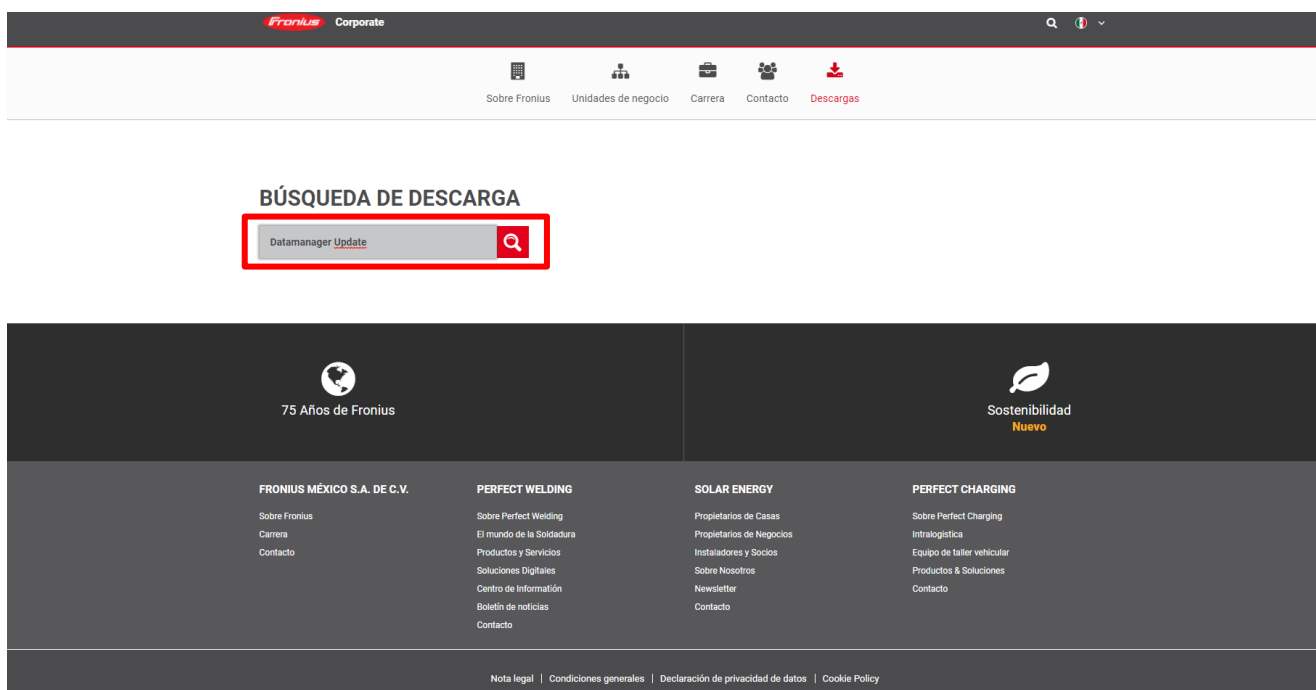 Fronius Corporate
Sobre Fronius Unidades de negocio Carrera Contacto Descargas
BÚSQUEDA DE DESCARGA
Datamanager Update
75 Años de Fronius
Sostenibilidad
Nuevo
FRONIUS MÉXICO S.A. DE C.V.
Sobre Fronius
Carrera
Contacto
PERFECT WELDING
Sobre Perfect Welding
El mundo de la Soldadura
Productos y Servicios
Soluciones Digitales
Centro de Informatión
Boletín de noticias
Contacto
SOLAR ENERGY
Propietarios de Casas
Propietarios de Negocios
Instaladores y Socios
Sobre Nosotros
Newsletter
Contacto
PERFECT CHARGING
Sobre Perfect Charging
Intralogistica
Equipo de taller vehicular
Productos & Soluciones
Contacto
Nota legal | Condiciones generales | Declaración de privacidad de datos | Cookie Policy